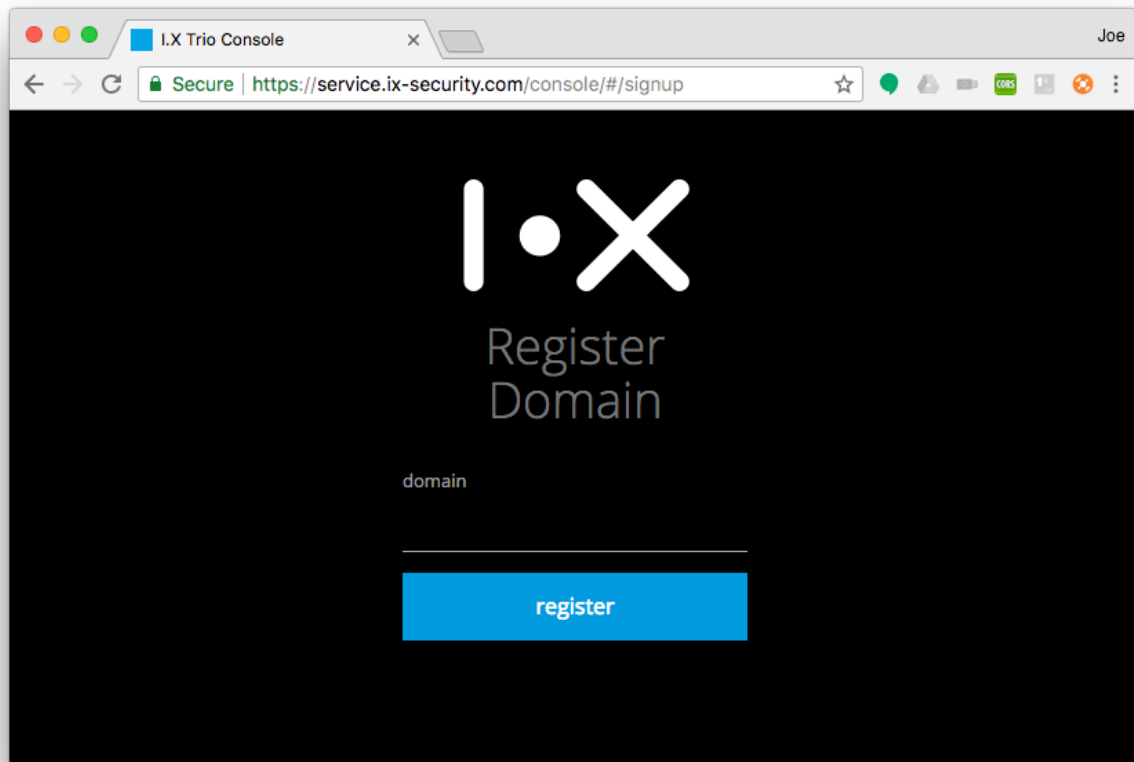 I.X Trio Console
Joe
Secure
https://service.ix-security.com/console/#/signup
CORS
I•X
Register
Domain
domain
register